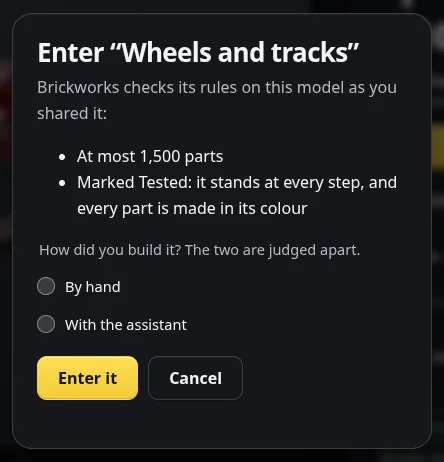 Enter “Wheels and tracks”
Brickworks checks its rules on this model as you
shared it:
• At most 1,500 parts
• Marked Tested: it stands at every step, and
every part is made in its colour
How did you build it? The two are judged apart.
By hand
With the assistant
Enter it
Cancel